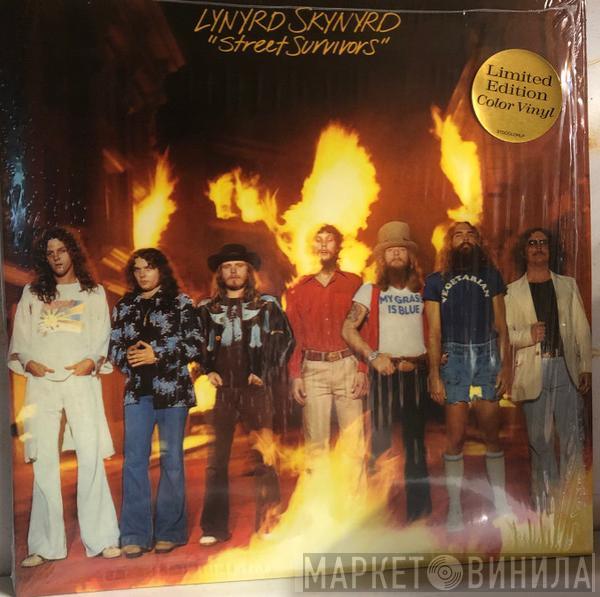 LYNYRD SKYNYRD
"Street Survivors"
Limited
Edition
Color Vinyl
MY GRASS
IS BLUE
VEGETARIAN
МАРКЕТ ВИНИЛА